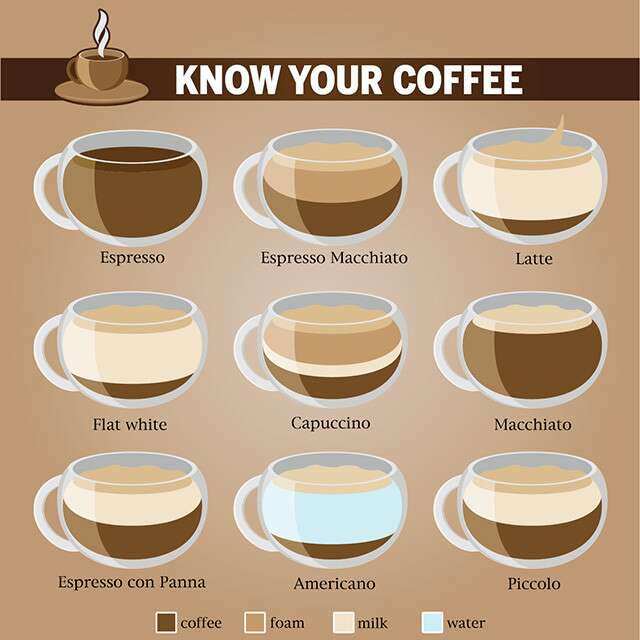 KNOW YOUR COFFEE
Espresso
Espresso Macchiato
Latte
Flat white
Capuccino
Macchiato
Espresso con Panna
Americano
Piccolo
coffee foam milk water